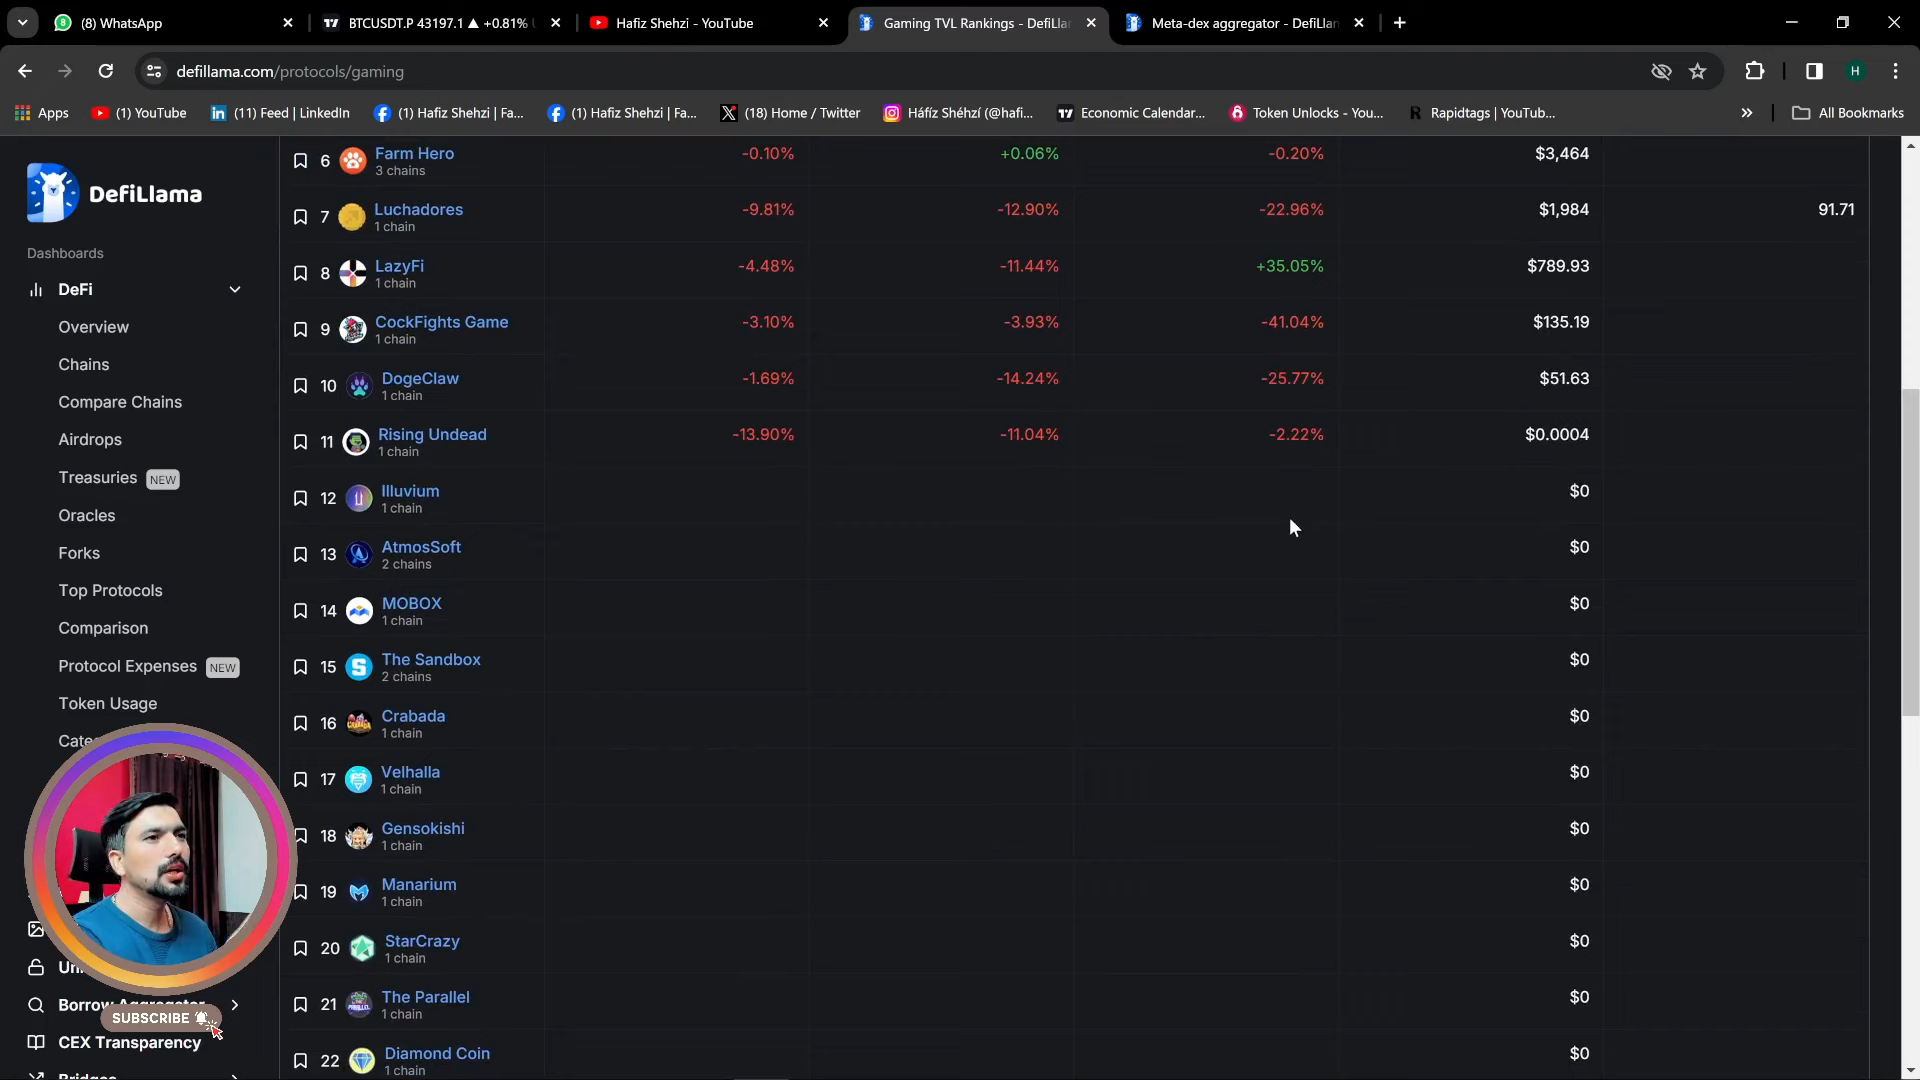 (8) WhatsApp
BTCUSDT.P 43197.1 ▲ +0.81%
Hafiz Shehzi - YouTube
Gaming TVL Rankings - DefiLla
Meta-dex aggregator - DefiLlan
defillama.com/protocols/gaming
H
Apps
(1) YouTube
(11) Feed | LinkedIn
(1) Hafiz Shehzi | Fa...
(1) Hafiz Shehzi | Fa...
(18) Home / Twitter
Háfíz Shéhzí (@hafi...
Economic Calendar...
Token Unlocks - You...
Rapidtags | YouTub...
All Bookmarks
DefiLlama
Dashboards
DeFi
Overview
Chains
Compare Chains
Airdrops
Treasuries NEW
Oracles
Forks
Top Protocols
Comparison
Protocol Expenses NEW
Token Usage
Borrow Aggregator
SUBSCRIBE
CEX Transparency
6 Farm Hero -0.10% +0.06% -0.20% $3,464
3 chains
7 Luchadores -9.81% -12.90% -22.96% $1,984 91.71
1 chain
8 LazyFi -4.48% -11.44% +35.05% $789.93
1 chain
9 CockFights Game -3.10% -3.93% -41.04% $135.19
1 chain
10 DogeClaw -1.69% -14.24% -25.77% $51.63
1 chain
11 Rising Undead -13.90% -11.04% -2.22% $0.0004
1 chain
12 Illuvium $0
1 chain
13 AtmosSoft $0
2 chains
14 MOBOX $0
1 chain
15 The Sandbox $0
2 chains
16 Crabada $0
1 chain
17 Velhalla $0
1 chain
18 Gensokishi $0
1 chain
19 Manarium $0
1 chain
20 StarCrazy $0
1 chain
21 The Parallel $0
1 chain
22 Diamond Coin $0
1 chain